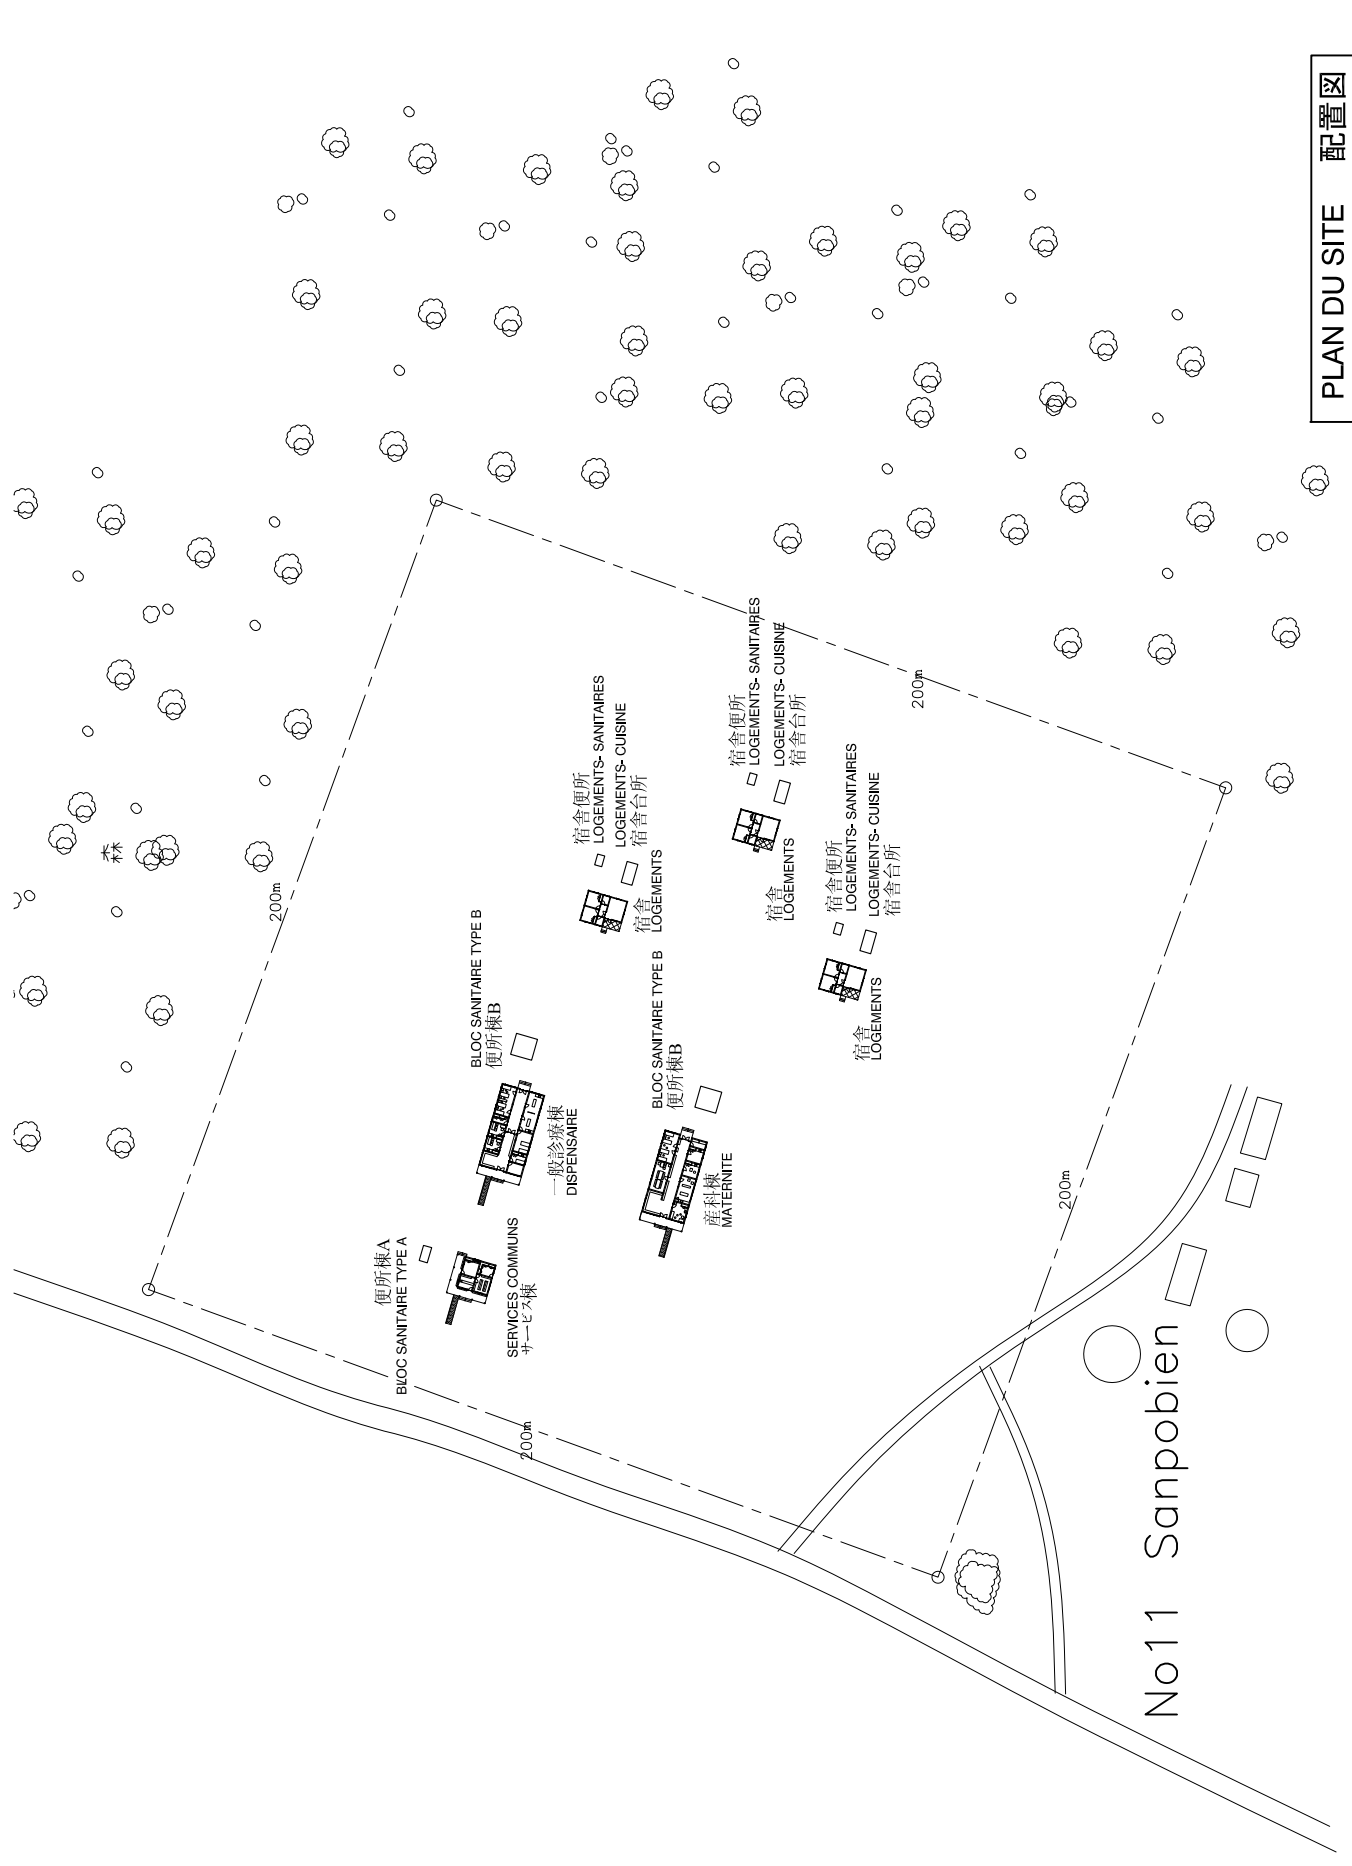 PLAN DU SITE 配置図
森
200m
200m
200m
200m
便所棟A
BLOC SANITAIRE TYPE A
SERVICES COMMUNS
サービス棟
BLOC SANITAIRE TYPE B
便所棟B
一般診療棟
DISPENSAIRE
BLOC SANITAIRE TYPE B
便所棟B
産科棟
MATERNITE
宿舎便所
LOGEMENTS- SANITAIRES
LOGEMENTS- CUISINE
宿舎台所
宿舎
LOGEMENTS
宿舎便所
LOGEMENTS- SANITAIRES
LOGEMENTS- CUISINE
宿舎台所
宿舎
LOGEMENTS
宿舎便所
LOGEMENTS- SANITAIRES
LOGEMENTS- CUISINE
宿舎台所
宿舎
LOGEMENTS
No11 Sanpobien